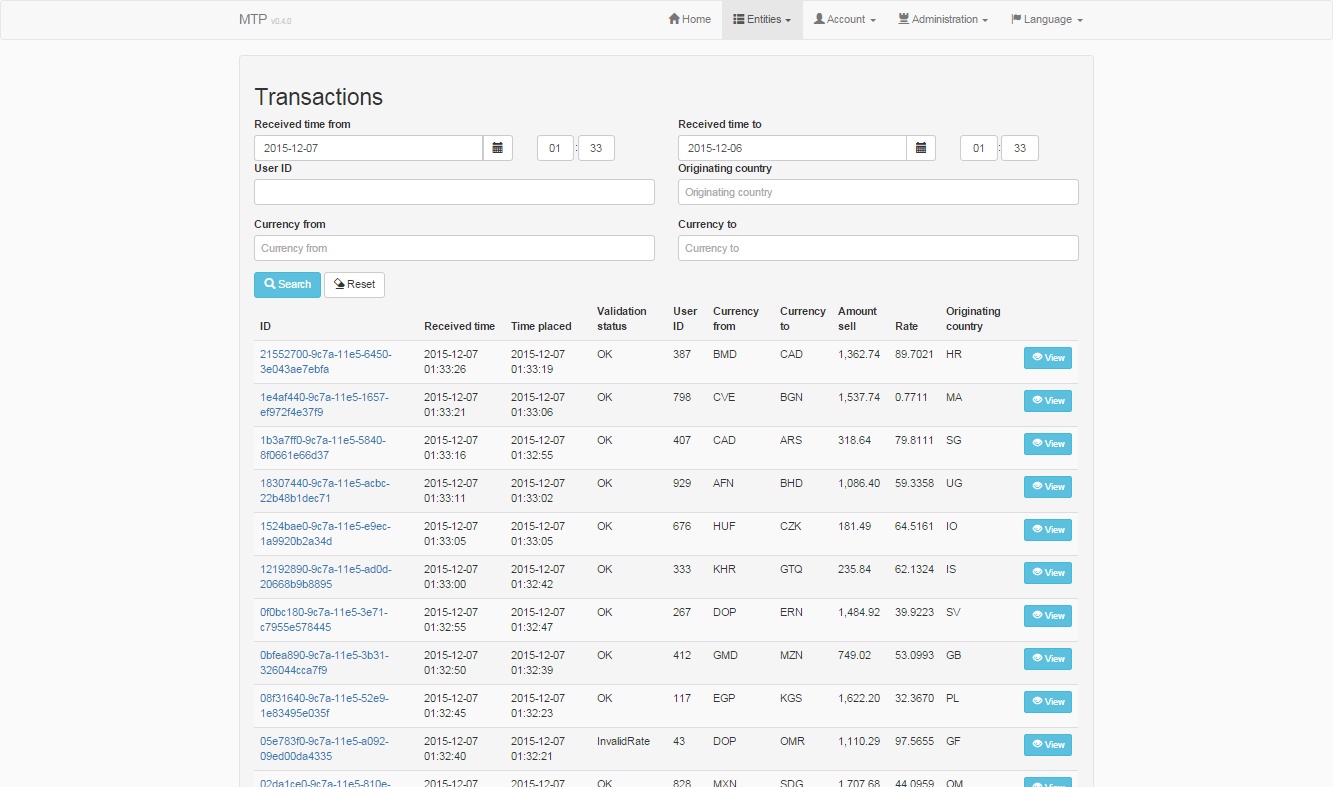 MTP v0.4.0 Home Entities Account Administration Language
Transactions
Received time from Received time to
2015-12-07 01 : 33 2015-12-06 01 : 33
User ID Originating country
Originating country
Currency from Currency to
Currency from Currency to
Search Reset
Validation User Currency Currency Amount Originating
ID Received time Time placed status ID from to sell Rate country
21552700-9c7a-11e5-6450- 2015-12-07 2015-12-07 OK 387 BMD CAD 1,362.74 89.7021 HR View
3e043ae7ebfa 01:33:26 01:33:19
1e4af440-9c7a-11e5-1657- 2015-12-07 2015-12-07 OK 798 CVE BGN 1,537.74 0.7711 MA View
ef972f4e37f9 01:33:21 01:33:06
1b3a7ff0-9c7a-11e5-5840- 2015-12-07 2015-12-07 OK 407 CAD ARS 318.64 79.8111 SG View
8f0661e66d37 01:33:16 01:32:55
18307440-9c7a-11e5-acbc- 2015-12-07 2015-12-07 OK 929 AFN BHD 1,086.40 59.3358 UG View
22b48b1dec71 01:33:11 01:33:02
1524bae0-9c7a-11e5-e9ec- 2015-12-07 2015-12-07 OK 676 HUF CZK 181.49 64.5161 IO View
1a9920b2a34d 01:33:05 01:33:05
12192890-9c7a-11e5-ad0d- 2015-12-07 2015-12-07 OK 333 KHR GTQ 235.84 62.1324 IS View
20668b9b8895 01:33:00 01:32:42
0f0bc180-9c7a-11e5-3e71- 2015-12-07 2015-12-07 OK 267 DOP ERN 1,484.92 39.9223 SV View
c7955e578445 01:32:55 01:32:47
0bfea890-9c7a-11e5-3b31- 2015-12-07 2015-12-07 OK 412 GMD MZN 749.02 53.0993 GB View
326044cca7f9 01:32:50 01:32:39
08f31640-9c7a-11e5-52e9- 2015-12-07 2015-12-07 OK 117 EGP KGS 1,622.20 32.3670 PL View
1e83495e035f 01:32:45 01:32:23
05e783f0-9c7a-11e5-a092- 2015-12-07 2015-12-07 InvalidRate 43 DOP OMR 1,110.29 97.5655 GF View
09ed00da4335 01:32:40 01:32:21
02da1ce0-9c7a-11e5-810e- 2015-12-07 2015-12-07 OK 828 MXN SDG 1,707.68 44.0959 OM View